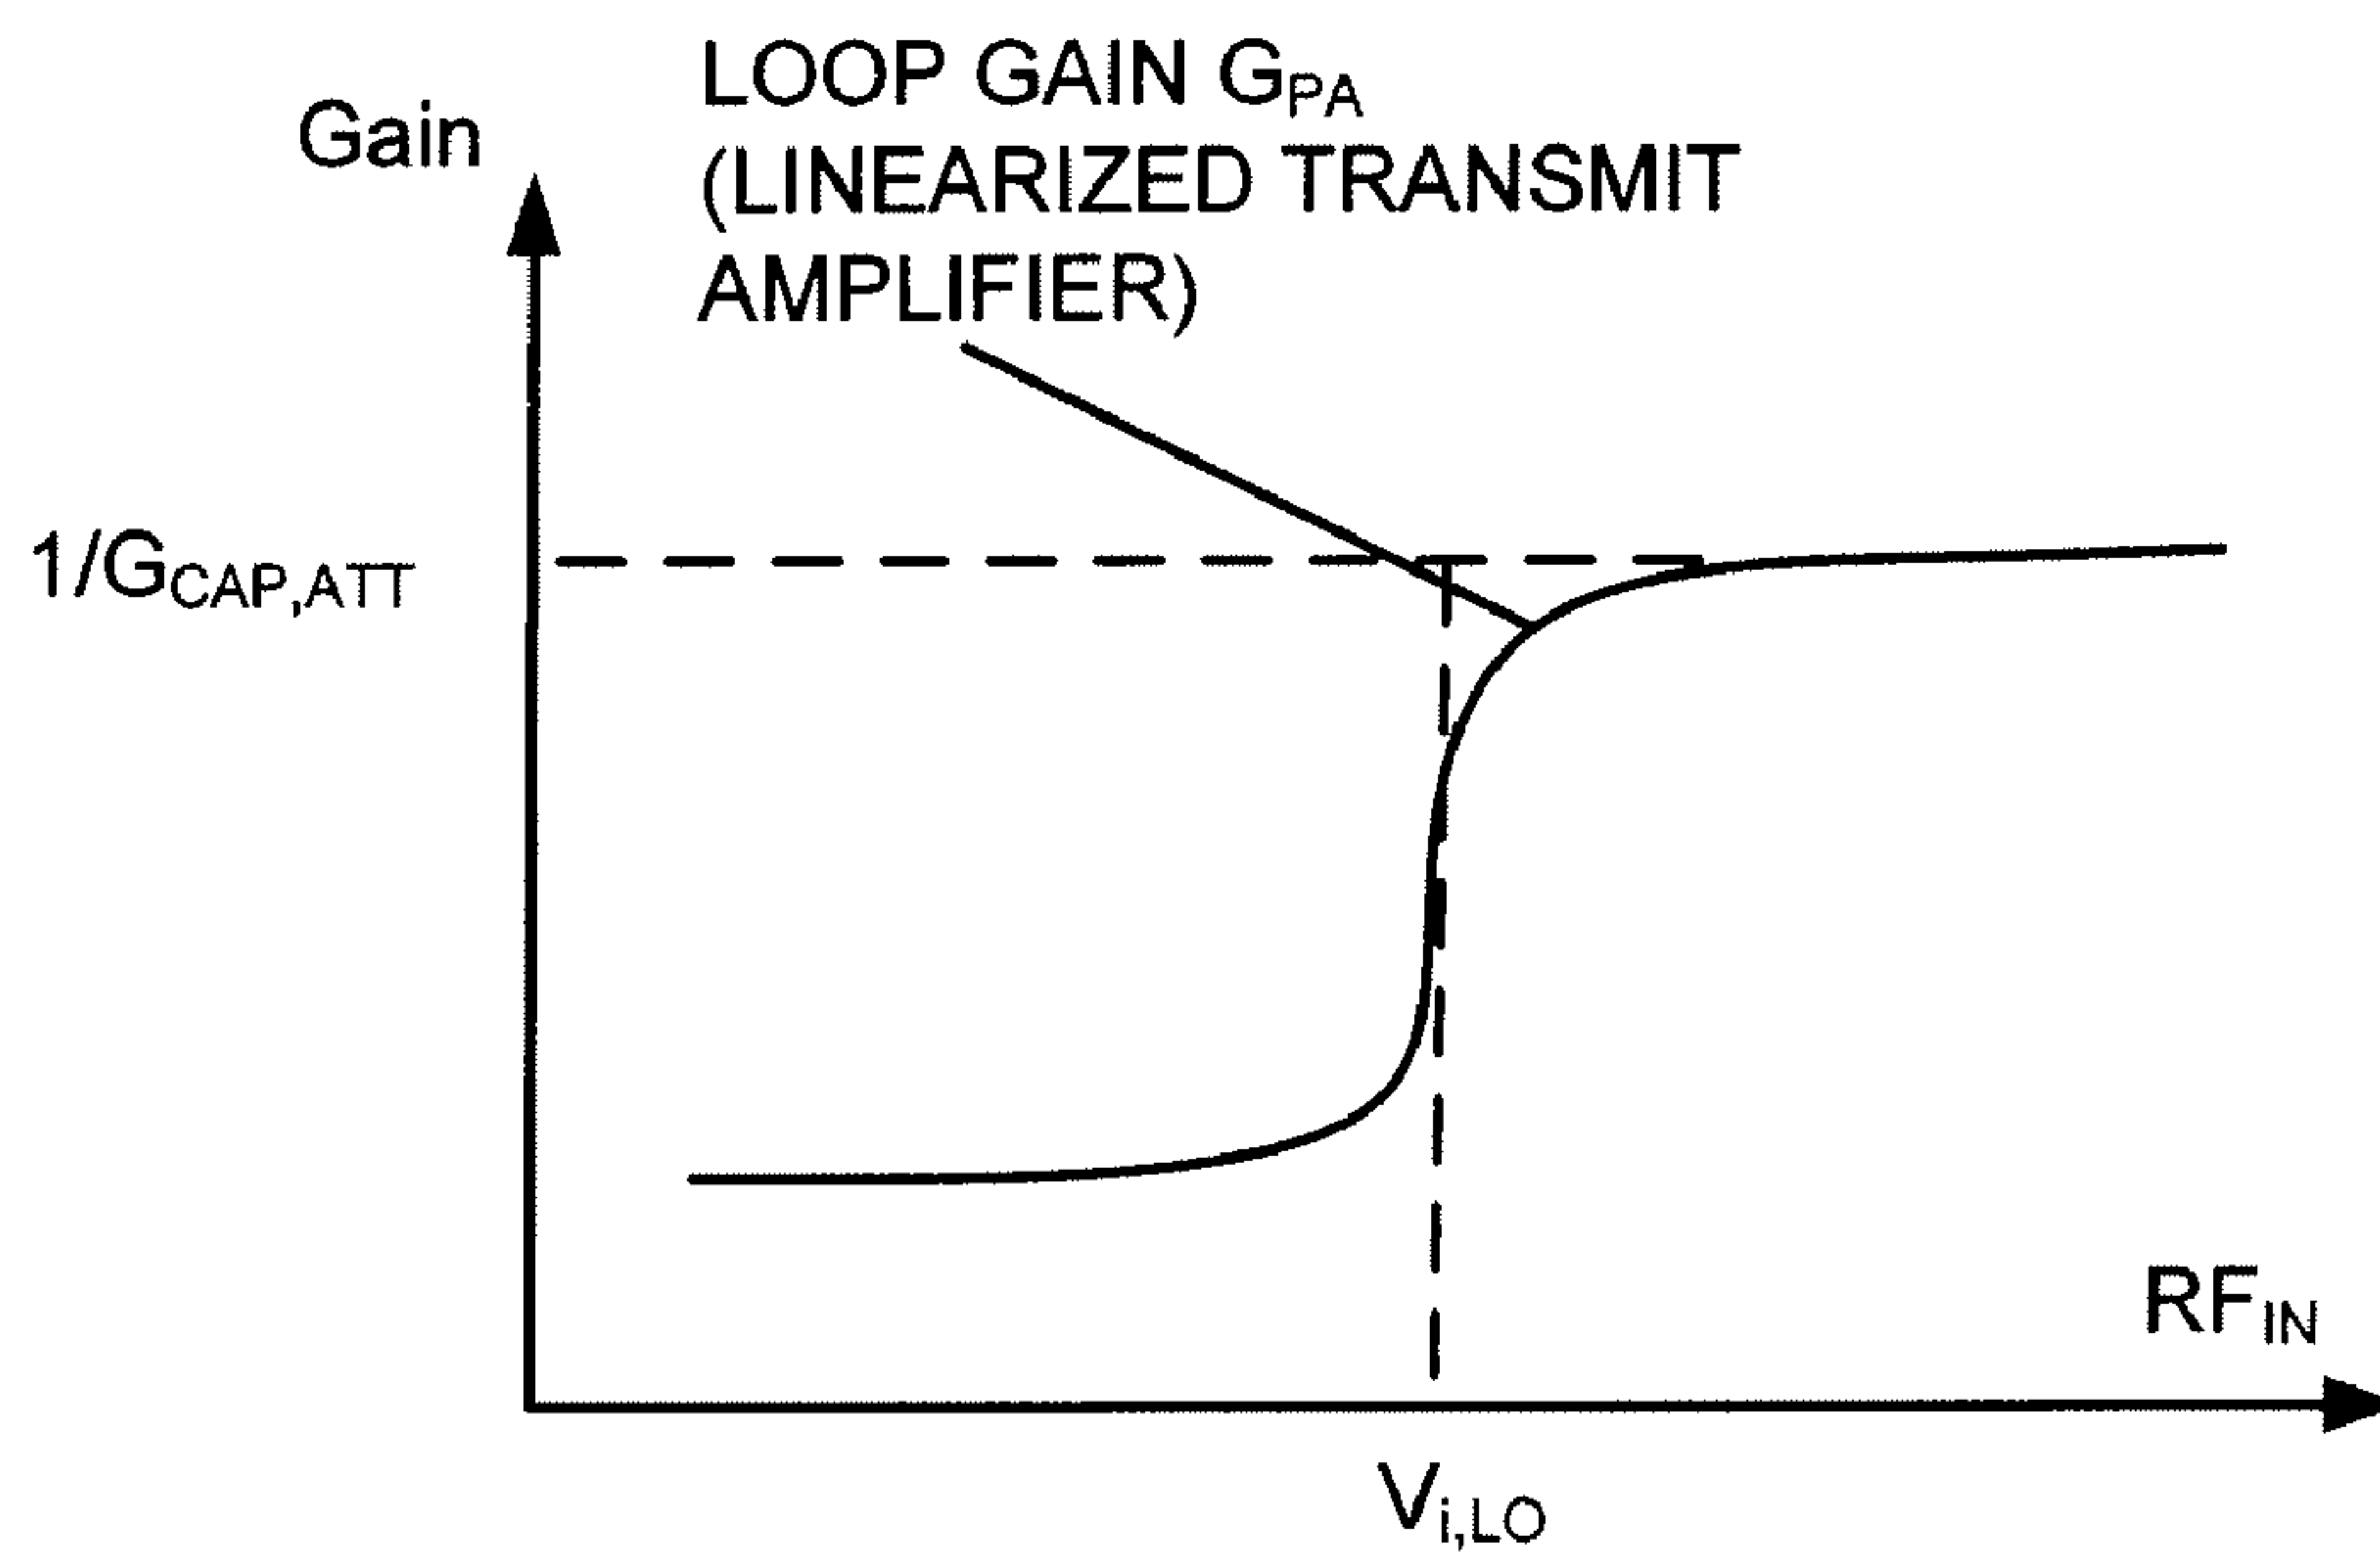 LOOP GAIN GPA
(LINEARIZED TRANSMIT
AMPLIFIER)
Gain
1/GCAP,ATT
RFIN
Vi,LO